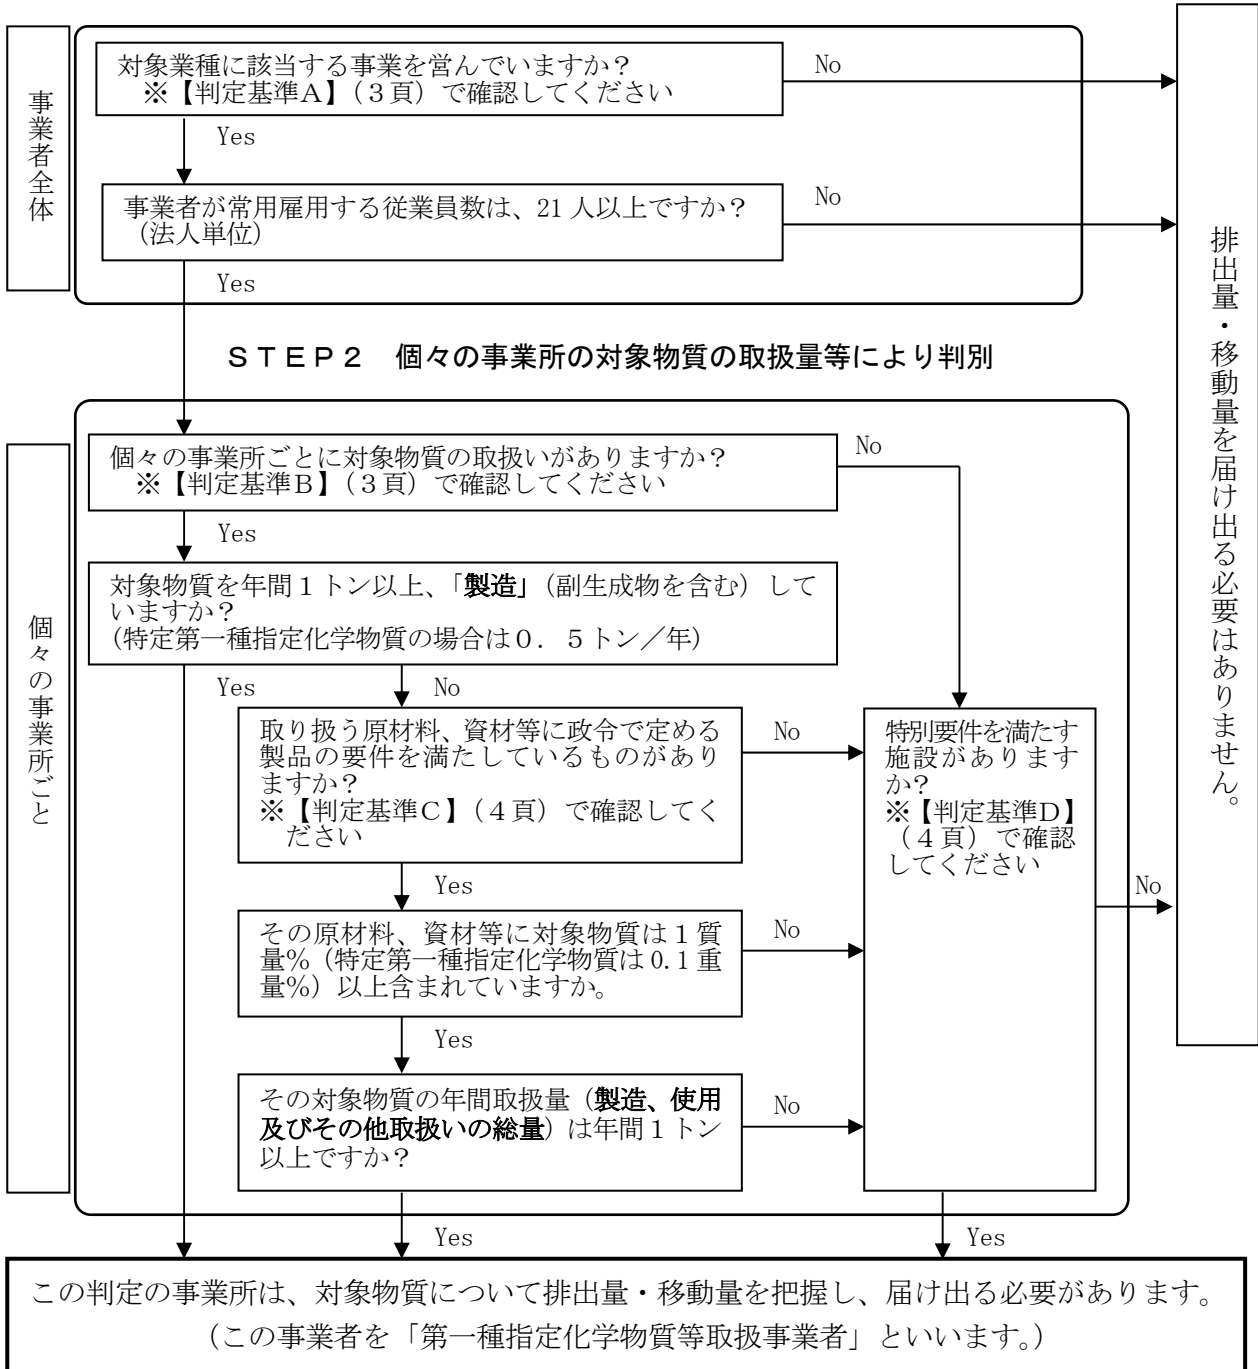 事業者全体
対象業種に該当する事業を営んでいますか?
※【判定基準A】(3頁)で確認してください
No
Yes
事業者が常用雇用する従業員数は、21人以上ですか?
(法人単位)
No
Yes
排出量・移動量を届け出る必要はありません。
STEP2 個々の事業所の対象物質の取扱量等により判別
個々の事業所ごと
個々の事業所ごとに対象物質の取扱いがありますか?
※【判定基準B】(3頁)で確認してください
No
Yes
対象物質を年間1トン以上、「製造」(副生成物を含む)して
いますか?
(特定第一種指定化学物質の場合は0.5トン/年)
Yes
No
取り扱う原材料、資材等に政令で定める
製品の要件を満たしているものがあり
ますか?
※【判定基準C】(4頁)で確認してく
ださい
No
Yes
特別要件を満たす
施設があります
か?
※【判定基準D】
(4頁)で確認
してください
No
その原材料、資材等に対象物質は1質
量%(特定第一種指定化学物質は0.1重
量%)以上含まれていますか。
No
Yes
その対象物質の年間取扱量(製造、使用
及びその他取扱いの総量)は年間1トン
以上ですか?
No
Yes
Yes
この判定の事業所は、対象物質について排出量・移動量を把握し、届け出る必要があります。
(この事業者を「第一種指定化学物質等取扱事業者」といいます。)